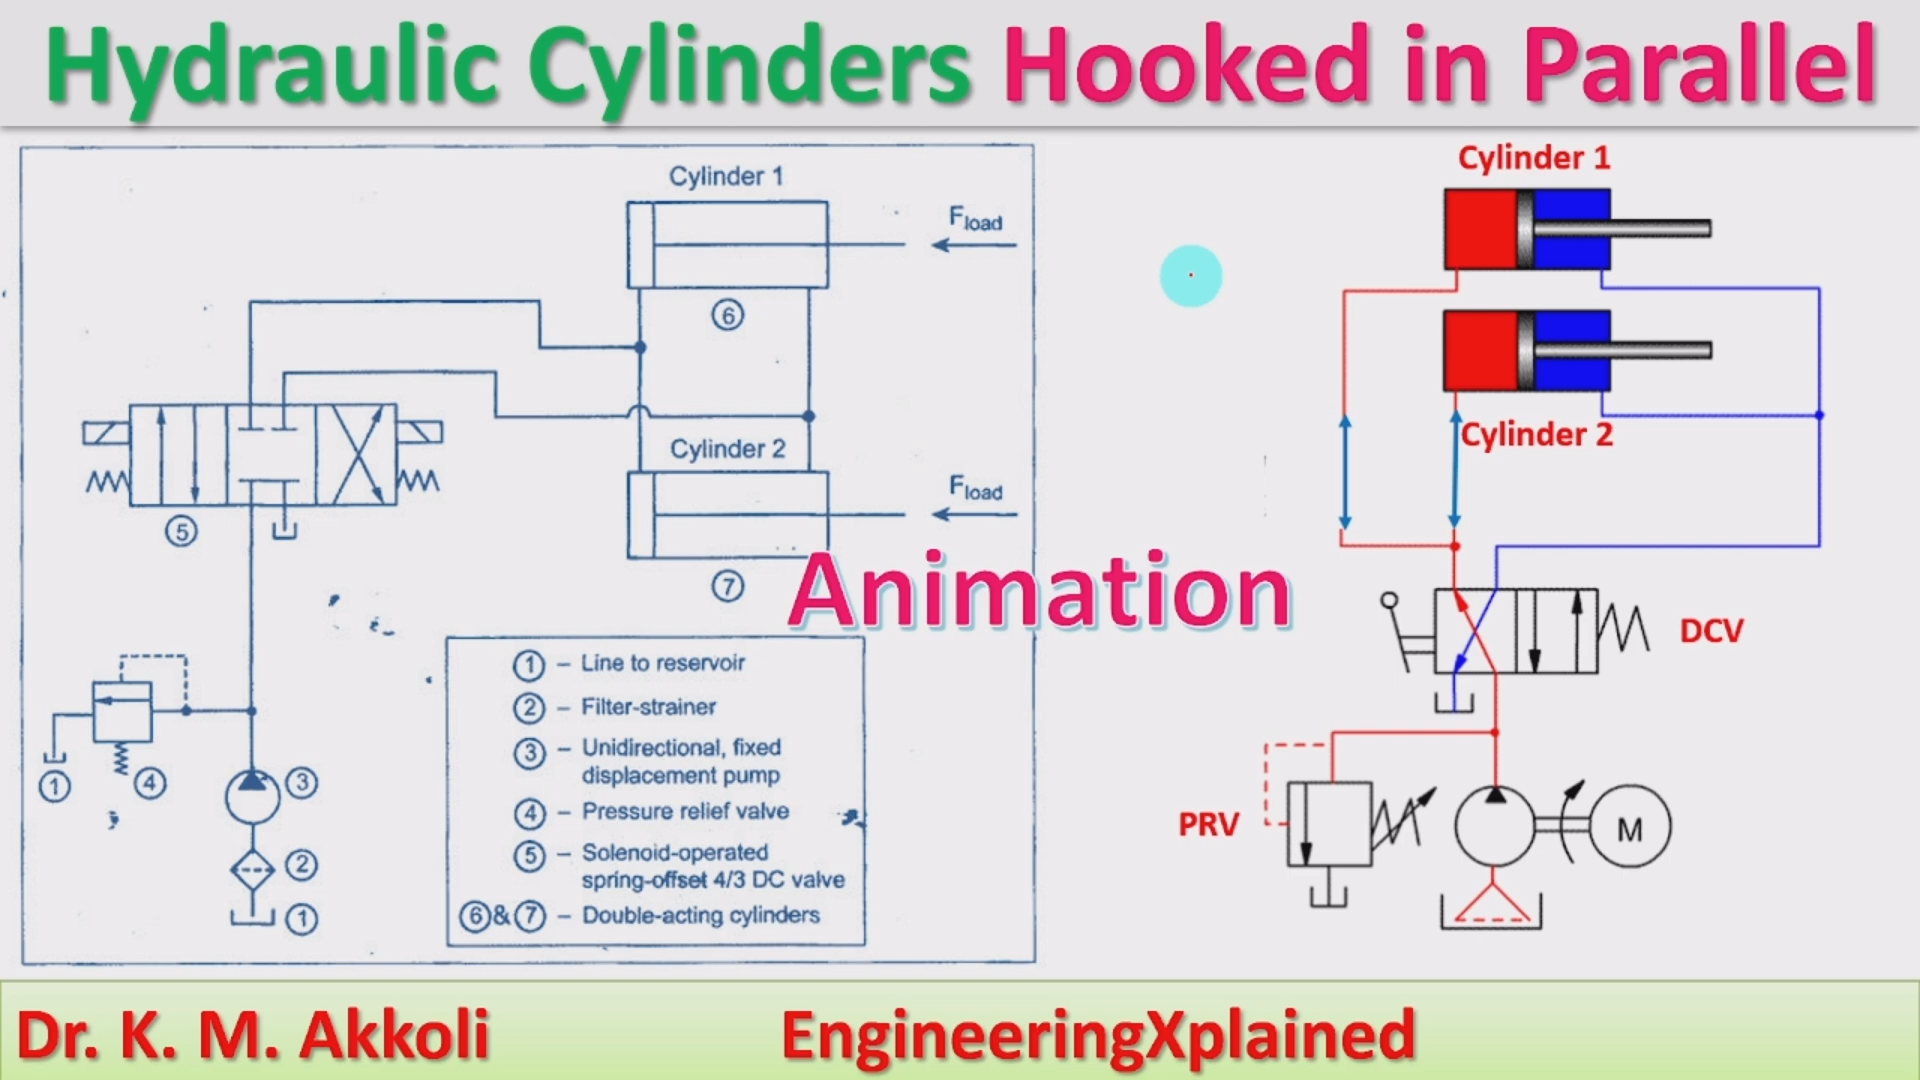 Hydraulic Cylinders Hooked in Parallel
Cylinder 1
Fload
6
Cylinder 2
Fload
5
7
1
4
3
2
1
1 – Line to reservoir
2 – Filter-strainer
3 – Unidirectional, fixed
displacement pump
4 – Pressure relief valve
5 – Solenoid-operated
spring-offset 4/3 DC valve
6&7 – Double-acting cylinders
Animation
Cylinder 1
Cylinder 2
DCV
PRV
M
Dr. K. M. Akkoli
EngineeringXplained